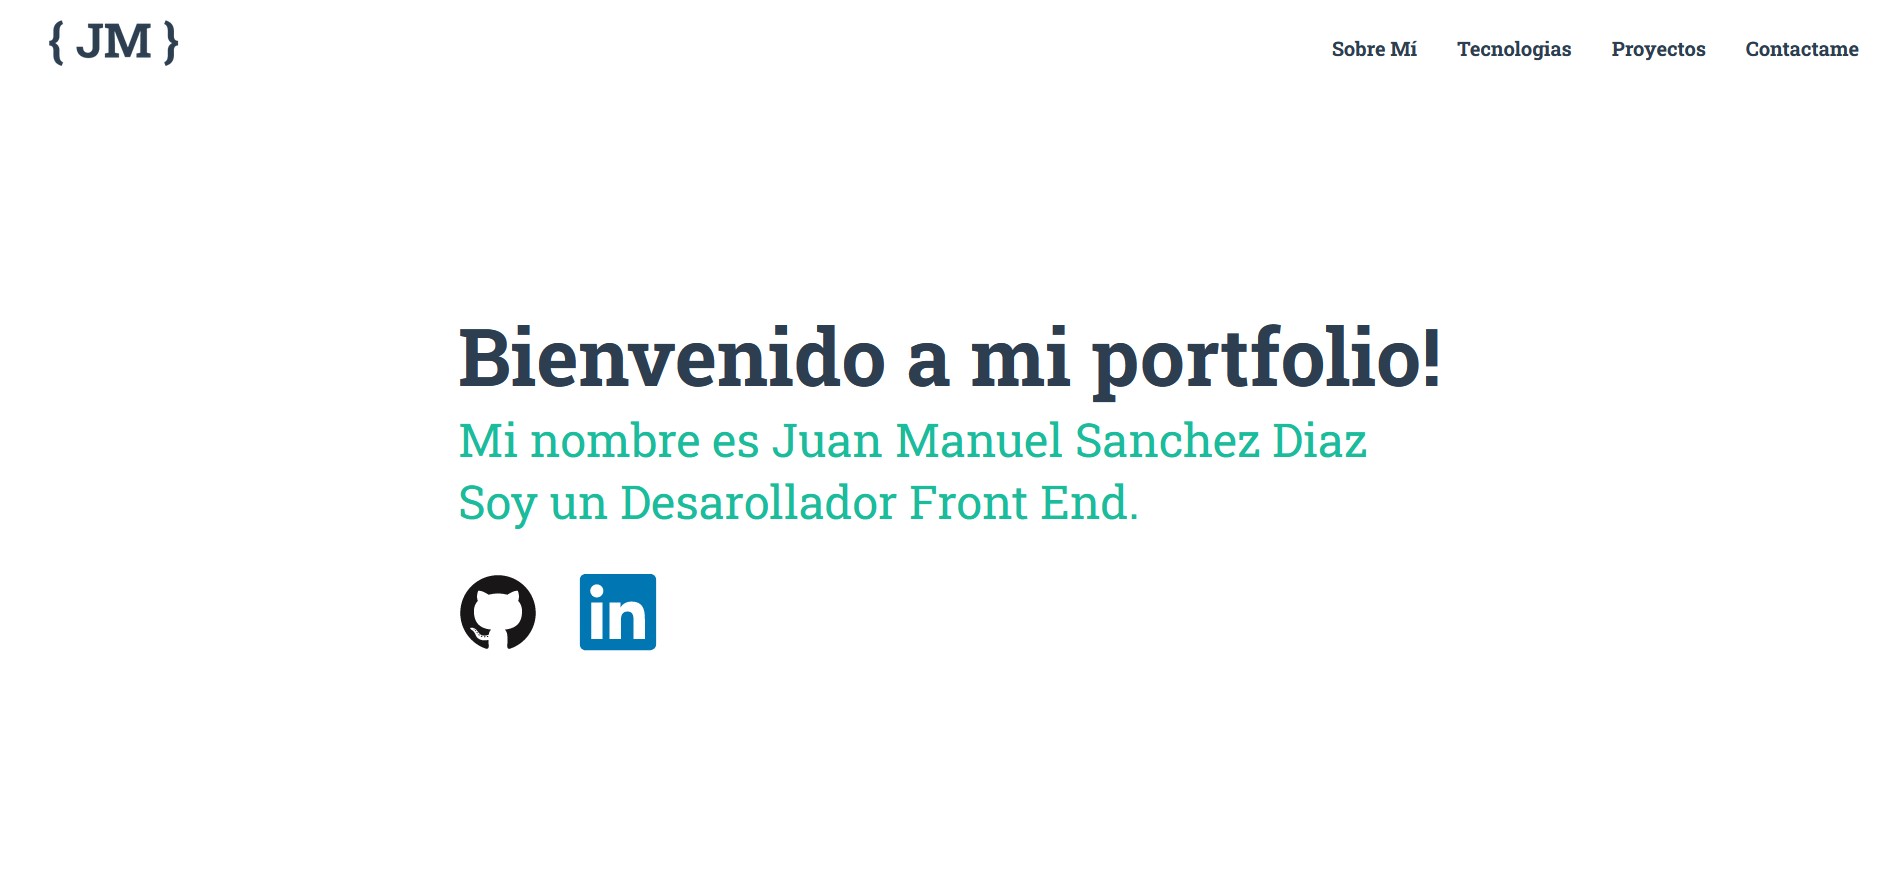 { JM }
Sobre Mí Tecnologias Proyectos Contactame
Bienvenido a mi portfolio!
Mi nombre es Juan Manuel Sanchez Diaz
Soy un Desarollador Front End.
in